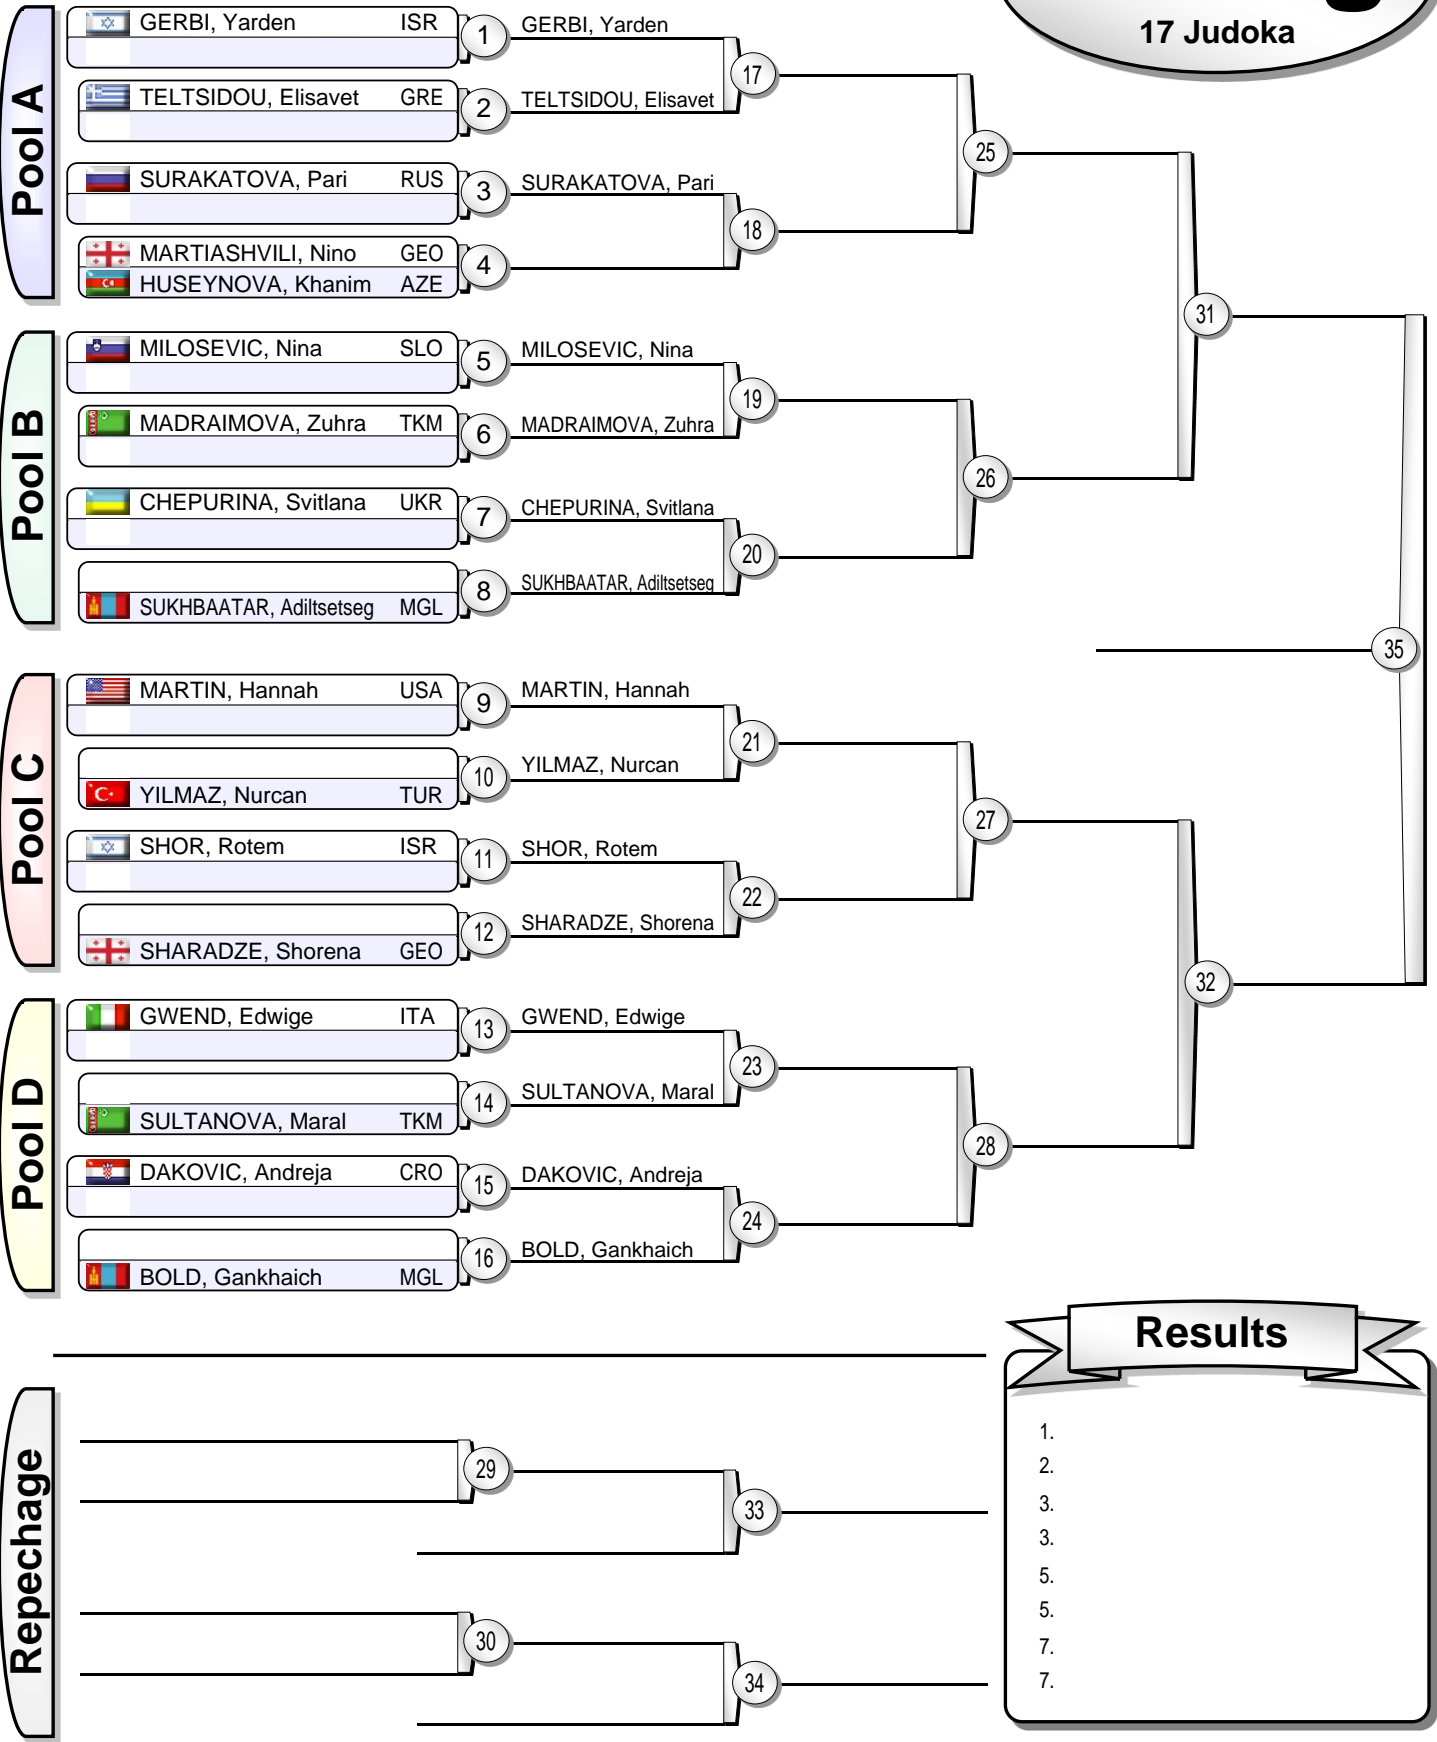 17 Judoka
Pool A
GERBI, Yarden ISR 1 GERBI, Yarden
17
TELTSIDOU, Elisavet GRE 2 TELTSIDOU, Elisavet
25
SURAKATOVA, Pari RUS 3 SURAKATOVA, Pari
18
MARTIASHVILI, Nino GEO 4
HUSEYNOVA, Khanim AZE
31
Pool B
MILOSEVIC, Nina SLO 5 MILOSEVIC, Nina
19
MADRAIMOVA, Zuhra TKM 6 MADRAIMOVA, Zuhra
26
CHEPURINA, Svitlana UKR 7 CHEPURINA, Svitlana
20
8 SUKHBAATAR, Adiltsetseg
SUKHBAATAR, Adiltsetseg MGL
35
Pool C
MARTIN, Hannah USA 9 MARTIN, Hannah
21
10 YILMAZ, Nurcan
YILMAZ, Nurcan TUR
27
SHOR, Rotem ISR 11 SHOR, Rotem
22
12 SHARADZE, Shorena
SHARADZE, Shorena GEO
32
Pool D
GWEND, Edwige ITA 13 GWEND, Edwige
23
14 SULTANOVA, Maral
SULTANOVA, Maral TKM
28
DAKOVIC, Andreja CRO 15 DAKOVIC, Andreja
24
16 BOLD, Gankhaich
BOLD, Gankhaich MGL
Repechage
29
33
30
34
Results
1.
2.
3.
3.
5.
5.
7.
7.